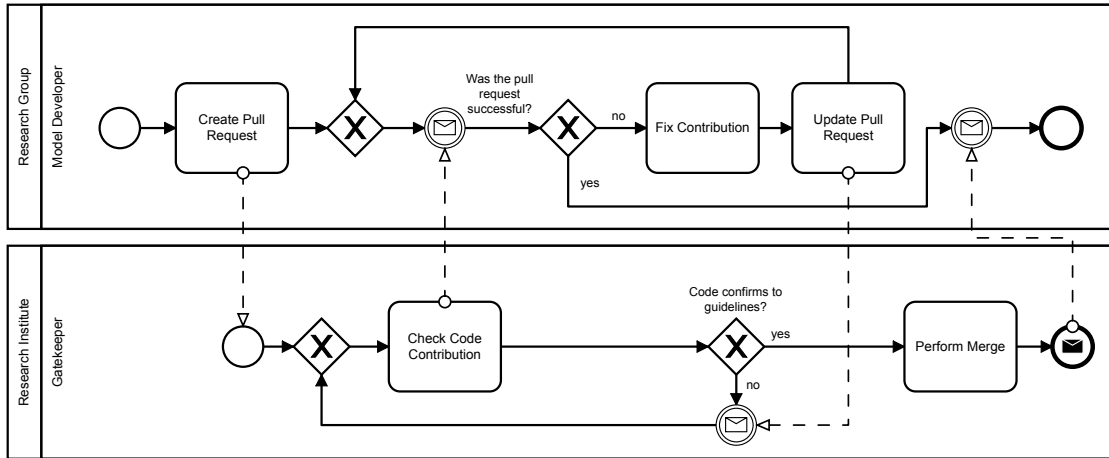 Research Group
Model Developer
Create Pull
Request
Was the pull
request
successful?
no
yes
Fix Contribution
Update Pull
Request
Research Institute
Gatekeeper
Check Code
Contribution
Code confirms to
guidelines?
yes
no
Perform Merge